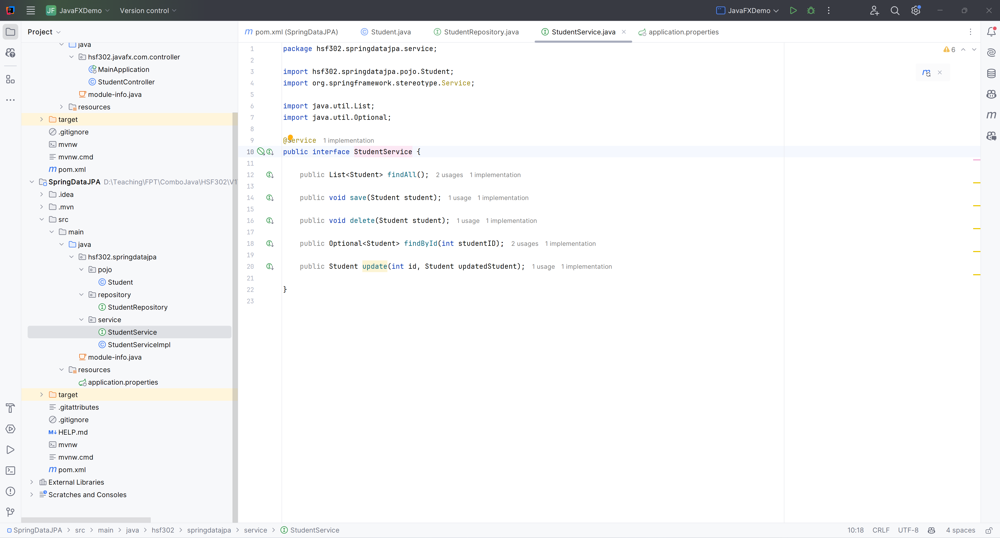 JF JavaFXDemo Version control JavaFXDemo
Project
pom.xml (SpringDataJPA) Student.java StudentRepository.java StudentService.java application.properties
java
hsf302.javafx.com.controller
MainApplication
StudentController
module-info.java
resources
target
.gitignore
mvnw
mvnw.cmd
pom.xml
SpringDataJPA D:\Teaching\FPT\ComboJava\HSF302\V1
.idea
.mvn
src
main
java
hsf302.springdatajpa
pojo
Student
repository
StudentRepository
service
StudentService
StudentServiceImpl
module-info.java
resources
application.properties
target
.gitattributes
.gitignore
HELP.md
mvnw
mvnw.cmd
pom.xml
External Libraries
Scratches and Consoles
6
1 package hsf302.springdatajpa.service;
2
3 import hsf302.springdatajpa.pojo.Student;
4 import org.springframework.stereotype.Service;
5
6 import java.util.List;
7 import java.util.Optional;
8
9 @Service 1 implementation
10 public interface StudentService {
11
12 public List<Student> findAll(); 2 usages 1 implementation
13
14 public void save(Student student); 1 usage 1 implementation
15
16 public void delete(Student student); 1 usage 1 implementation
17
18 public Optional<Student> findById(int studentID); 2 usages 1 implementation
19
20 public Student update(int id, Student updatedStudent); 1 usage 1 implementation
21
22 }
23
SpringDataJPA > src > main > java > hsf302 > springdatajpa > service > StudentService 10:18 CRLF UTF-8 4 spaces